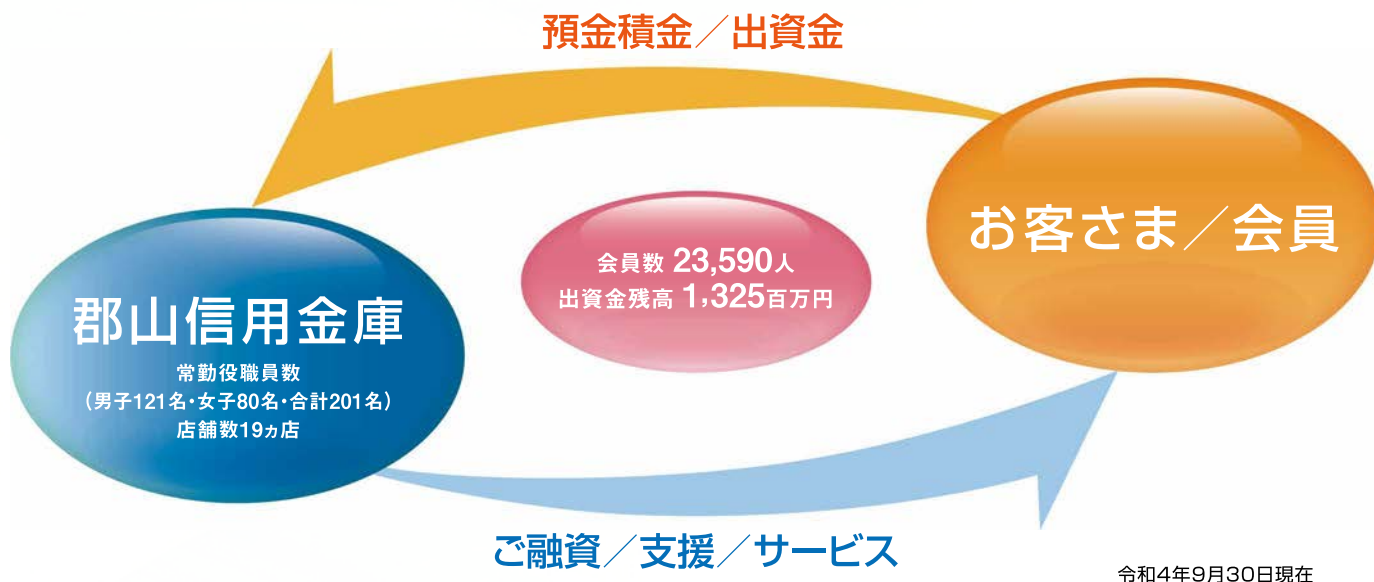 預金積金／出資金
お客さま／会員
会員数 23,590人
出資金残高 1,325百万円
郡山信用金庫
常勤役職員数
（男子121名・女子80名・合計201名）
店舗数19ヵ店
ご融資／支援／サービス
令和4年9月30日現在